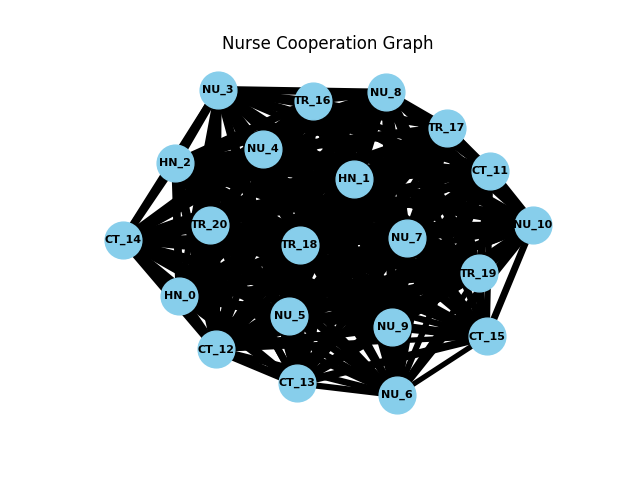 Nurse Cooperation Graph
NU_3
NU_8
TR_16
TR_17
NU_4
HN_2
CT_11
HN_1
TR_20
NU_10
CT_14
NU_7
TR_18
TR_19
HN_0
NU_5
NU_9
CT_15
CT_12
CT_13
NU_6